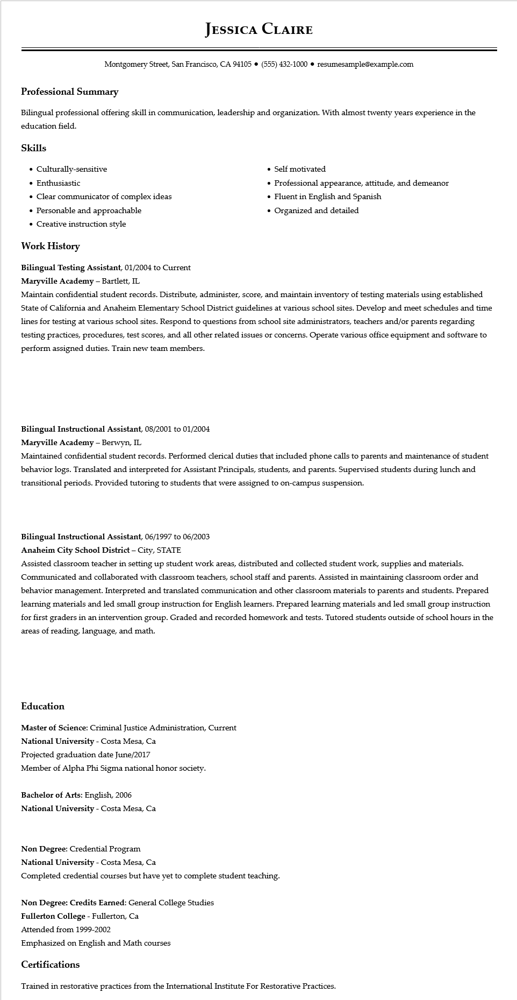 Jessica Claire
Montgomery Street, San Francisco, CA 94105 ● (555) 432-1000 ● resumesample@example.com
Professional Summary
Bilingual professional offering skill in communication, leadership and organization. With almost twenty years experience in the
education field.
Skills
• Culturally-sensitive
• Enthusiastic
• Clear communicator of complex ideas
• Personable and approachable
• Creative instruction style
• Self motivated
• Professional appearance, attitude, and demeanor
• Fluent in English and Spanish
• Organized and detailed
Work History
Bilingual Testing Assistant, 01/2004 to Current
Maryville Academy – Bartlett, IL
Maintain confidential student records. Distribute, administer, score, and maintain inventory of testing materials using established
State of California and Anaheim Elementary School District guidelines at various school sites. Develop and meet schedules and time
lines for testing at various school sites. Respond to questions from school site administrators, teachers and/or parents regarding
testing practices, procedures, test scores, and all other related issues or concerns. Operate various office equipment and software to
perform assigned duties. Train new team members.
Bilingual Instructional Assistant, 08/2001 to 01/2004
Maryville Academy – Berwyn, IL
Maintained confidential student records. Performed clerical duties that included phone calls to parents and maintenance of student
behavior logs. Translated and interpreted for Assistant Principals, students, and parents. Supervised students during lunch and
transitional periods. Provided tutoring to students that were assigned to on-campus suspension.
Bilingual Instructional Assistant, 06/1997 to 06/2003
Anaheim City School District – City, STATE
Assisted classroom teacher in setting up student work areas, distributed and collected student work, supplies and materials.
Communicated and collaborated with classroom teachers, school staff and parents. Assisted in maintaining classroom order and
behavior management. Interpreted and translated communication and other classroom materials to parents and students. Prepared
learning materials and led small group instruction for English learners. Prepared learning materials and led small group instruction
for first graders in an intervention group. Graded and recorded homework and tests. Tutored students outside of school hours in the
areas of reading, language, and math.
Education
Master of Science: Criminal Justice Administration, Current
National University - Costa Mesa, Ca
Projected graduation date June/2017
Member of Alpha Phi Sigma national honor society.
Bachelor of Arts: English, 2006
National University - Costa Mesa, Ca
Non Degree: Credential Program
National University - Costa Mesa, Ca
Completed credential courses but have yet to complete student teaching.
Non Degree: Credits Earned: General College Studies
Fullerton College - Fullerton, Ca
Attended from 1999-2002
Emphasized on English and Math courses
Certifications
Trained in restorative practices from the International Institute For Restorative Practices.